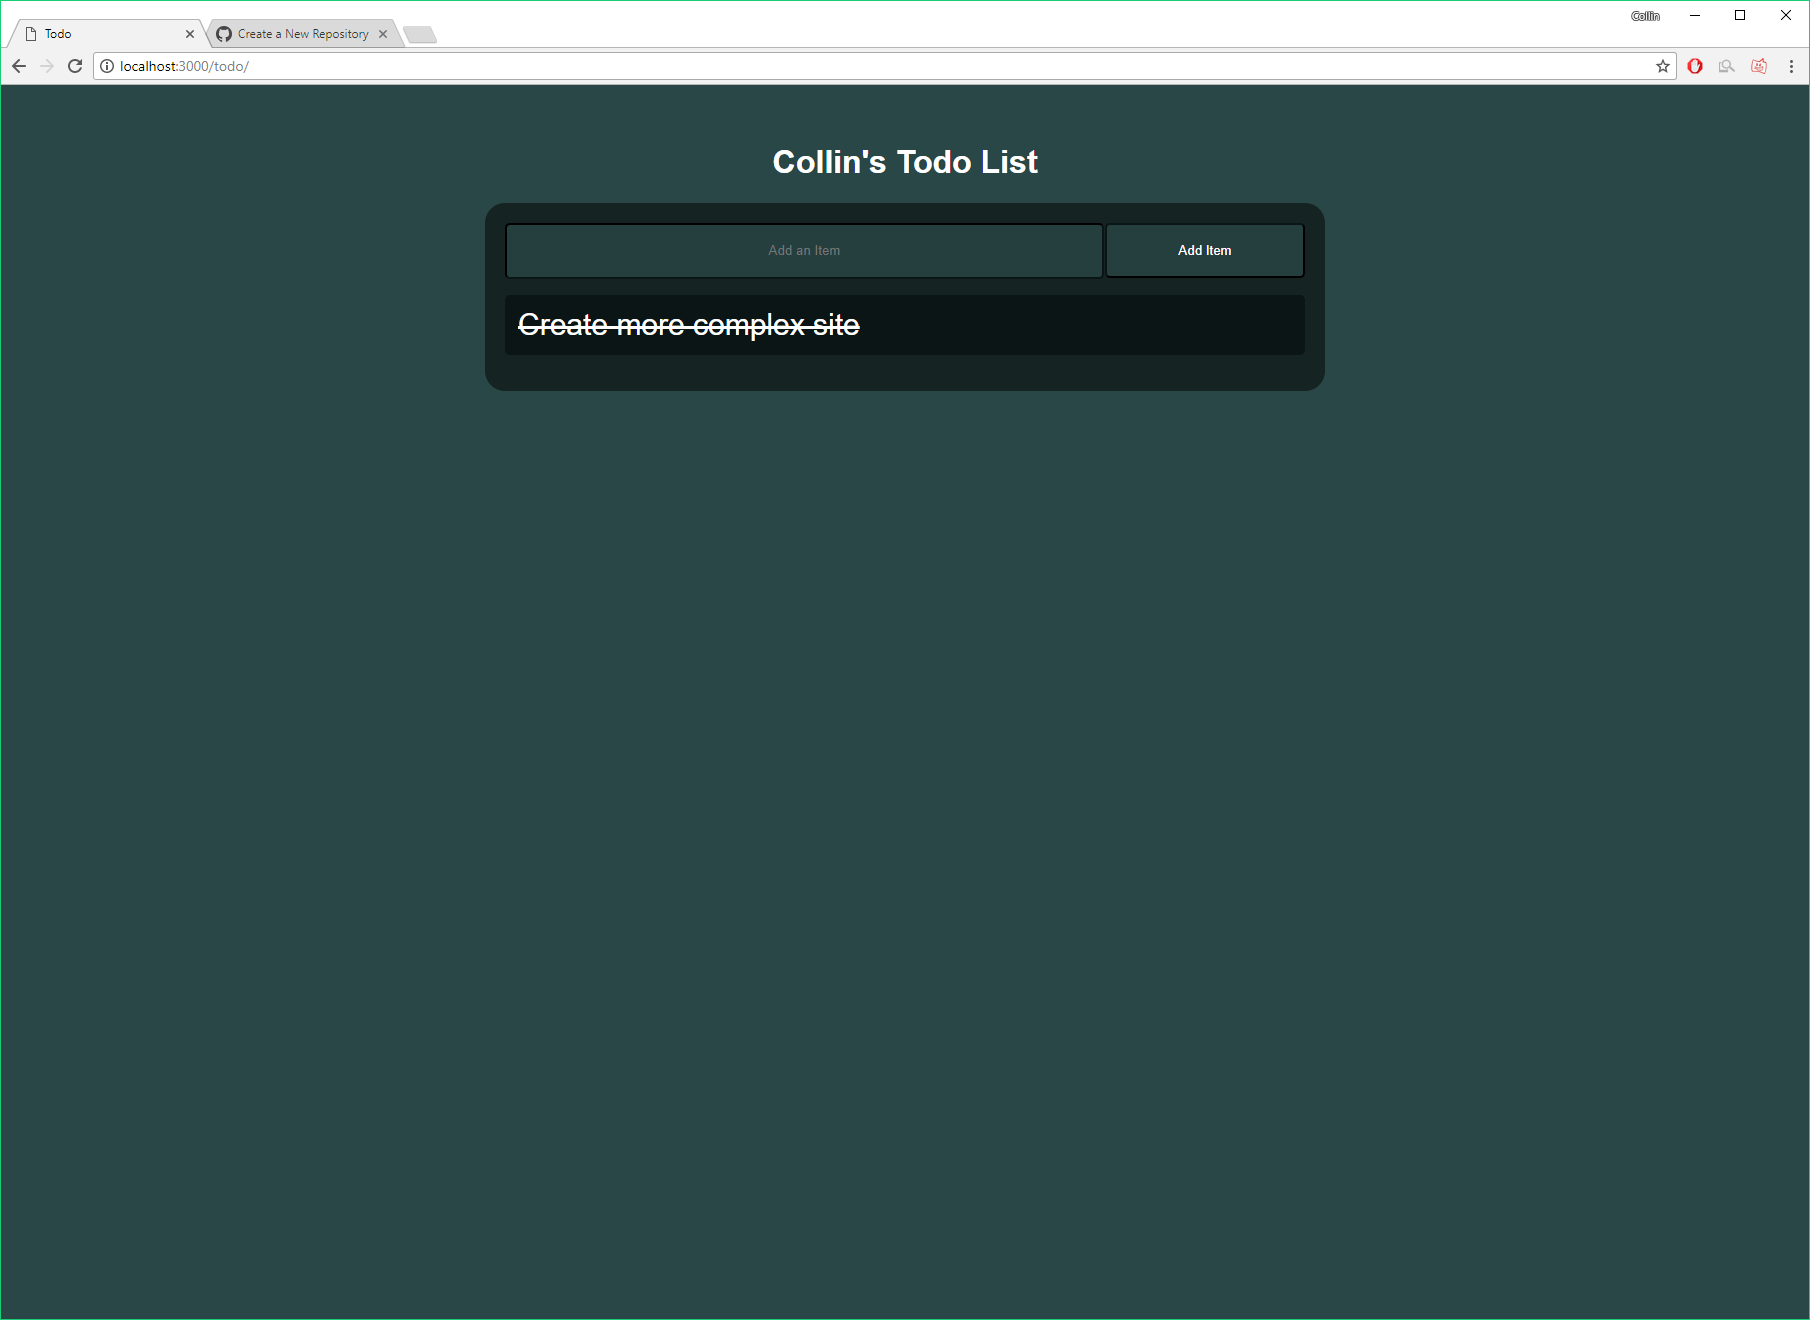 Collin
Todo
Create a New Repository
localhost:3000/todo/
Collin's Todo List
Add an Item
Add Item
Create more complex site